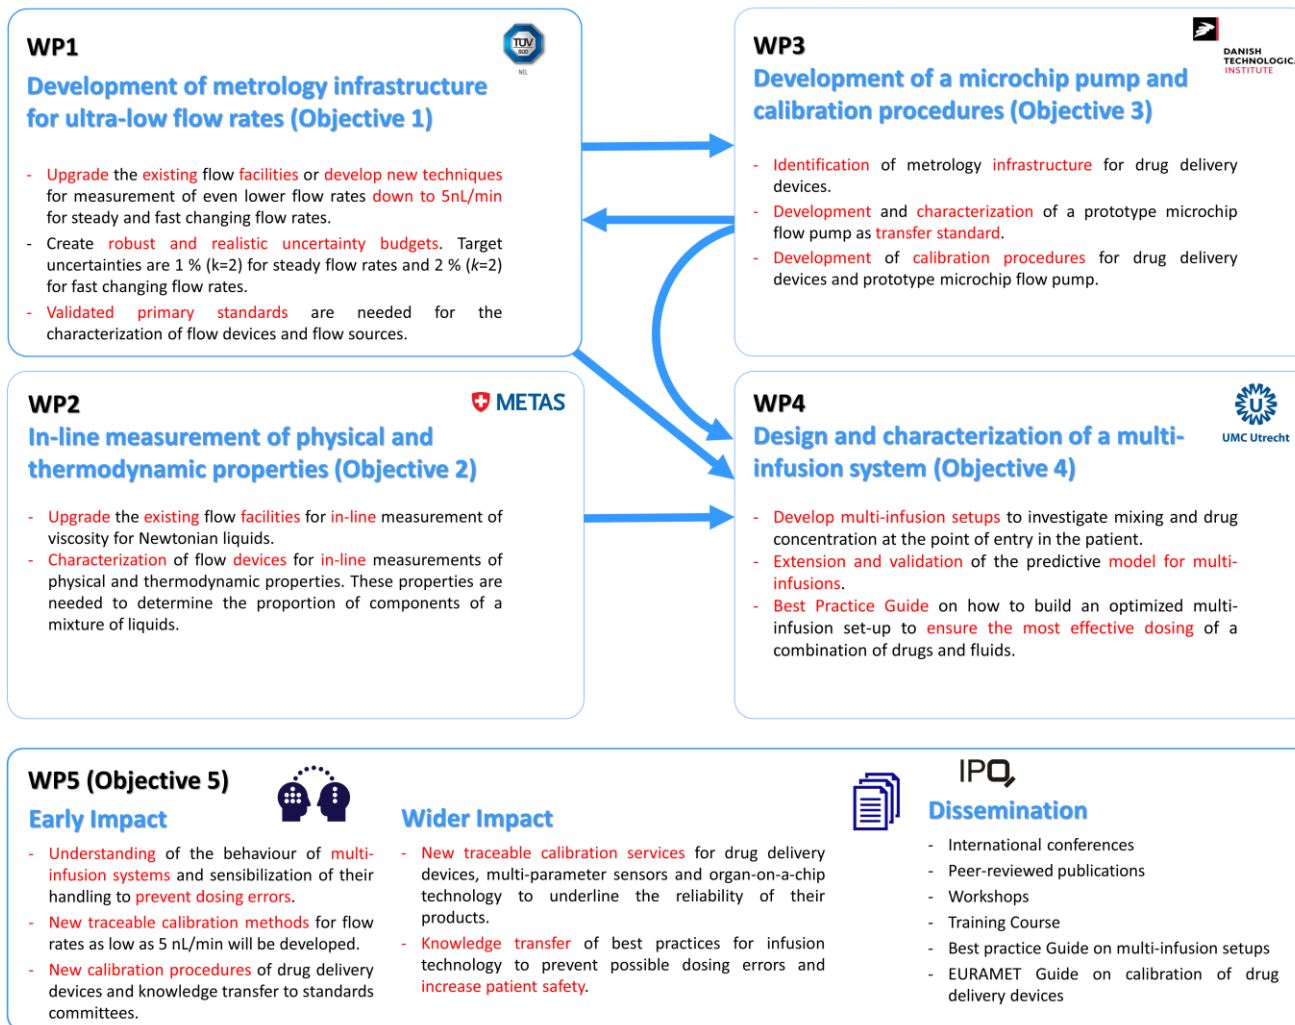 WP1
TÜV
SÜD
NEL
Development of metrology infrastructure
for ultra-low flow rates (Objective 1)
- Upgrade the existing flow facilities or develop new techniques
for measurement of even lower flow rates down to 5nL/min
for steady and fast changing flow rates.
- Create robust and realistic uncertainty budgets. Target
uncertainties are 1 % (k=2) for steady flow rates and 2 % (k=2)
for fast changing flow rates.
- Validated primary standards are needed for the
characterization of flow devices and flow sources.
WP3
DANISH
TECHNOLOGICA
INSTITUTE
Development of a microchip pump and
calibration procedures (Objective 3)
- Identification of metrology infrastructure for drug delivery
devices.
- Development and characterization of a prototype microchip
flow pump as transfer standard.
- Development of calibration procedures for drug delivery
devices and prototype microchip flow pump.
WP2
METAS
In-line measurement of physical and
thermodynamic properties (Objective 2)
- Upgrade the existing flow facilities for in-line measurement of
viscosity for Newtonian liquids.
- Characterization of flow devices for in-line measurements of
physical and thermodynamic properties. These properties are
needed to determine the proportion of components of a
mixture of liquids.
WP4
U
UMC Utrecht
Design and characterization of a multi-
infusion system (Objective 4)
- Develop multi-infusion setups to investigate mixing and drug
concentration at the point of entry in the patient.
- Extension and validation of the predictive model for multi-
infusions.
- Best Practice Guide on how to build an optimized multi-
infusion set-up to ensure the most effective dosing of a
combination of drugs and fluids.
WP5 (Objective 5)
Early Impact
- Understanding of the behaviour of multi-
infusion systems and sensibilization of their
handling to prevent dosing errors.
- New traceable calibration methods for flow
rates as low as 5 nL/min will be developed.
- New calibration procedures of drug delivery
devices and knowledge transfer to standards
committees.
Wider Impact
- New traceable calibration services for drug delivery
devices, multi-parameter sensors and organ-on-a-chip
technology to underline the reliability of their
products.
- Knowledge transfer of best practices for infusion
technology to prevent possible dosing errors and
increase patient safety.
IPQ
Dissemination
- International conferences
- Peer-reviewed publications
- Workshops
- Training Course
- Best practice Guide on multi-infusion setups
- EURAMET Guide on calibration of drug
delivery devices